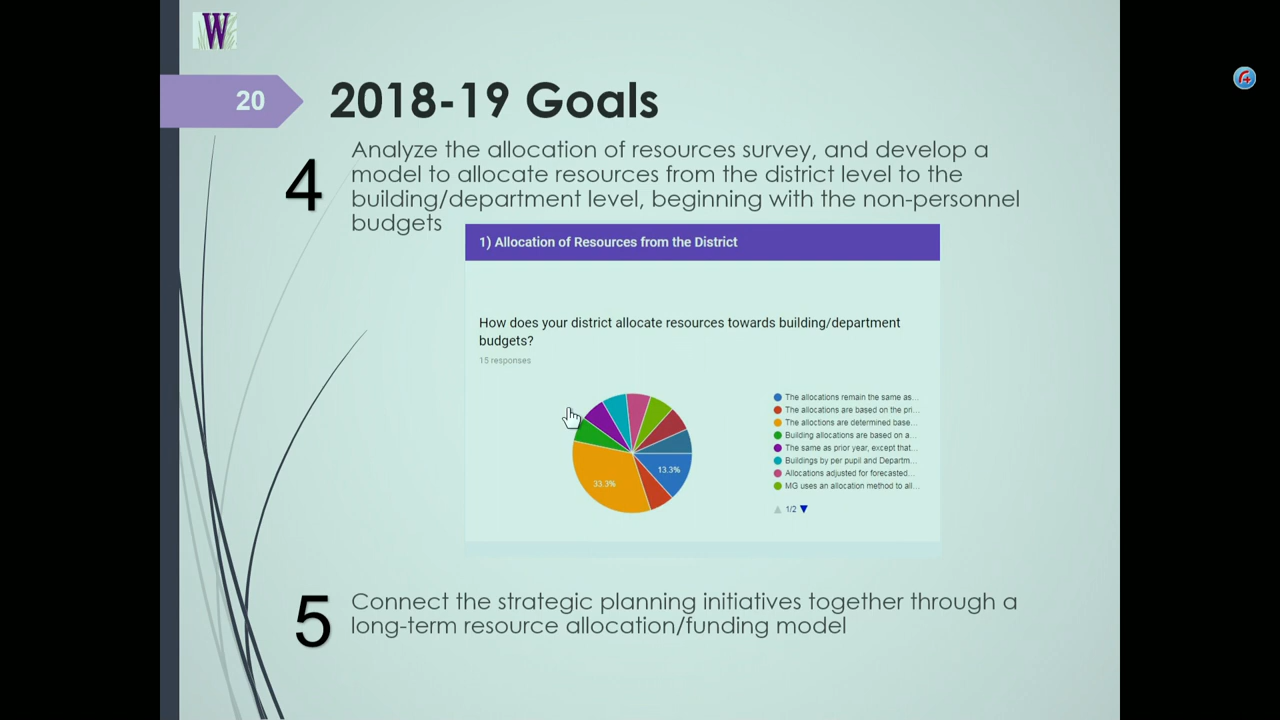 W
20
2018-19 Goals
4
Analyze the allocation of resources survey, and develop a
model to allocate resources from the district level to the
building/department level, beginning with the non-personnel
budgets
1) Allocation of Resources from the District
How does your district allocate resources towards building/department
budgets?
15 responses
13.3%
33.3%
The allocations remain the same as...
The allocations are based on the pri...
The alloctions are determined base...
Building allocations are based on a...
The same as prior year, except that...
Buildings by per pupil and Departm...
Allocations adjusted for forecasted...
MG uses an allocation method to all...
1/2
5
Connect the strategic planning initiatives together through a
long-term resource allocation/funding model